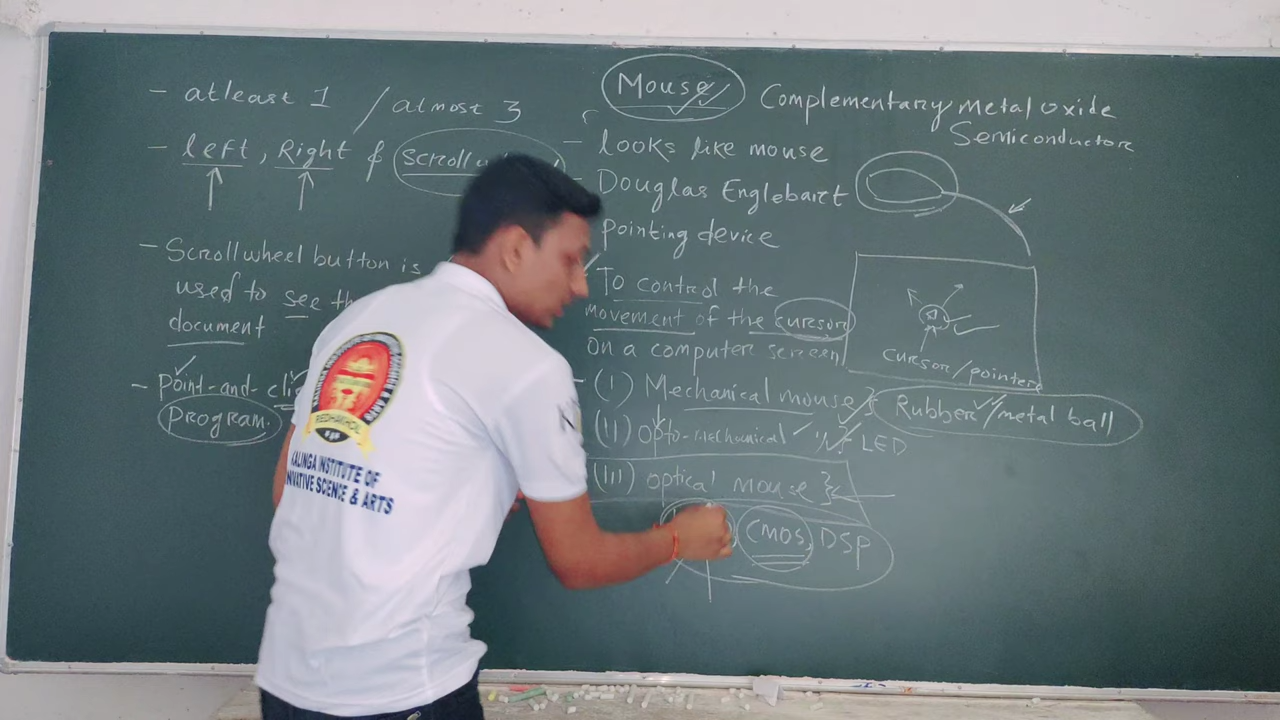 Mouse
Complementary metal oxide
Semiconductor
- atleast 1 / atmost 3
- left, Right & Scroll
- Scrollwheel button is
used to see the
document
- Point-and-
Program
- looks like mouse
- Douglas Englebart
pointing device
To control the
movement of the cursor
on a computer screen
cursor/pointer
- (I) Mechanical mouse
Rubber/metal ball
(II) opto-mechanical
LED
(III) optical mouse
CMOS, DSP
REDHAKHOL
KALINGA INSTITUTE OF
SCIENCE & ARTS